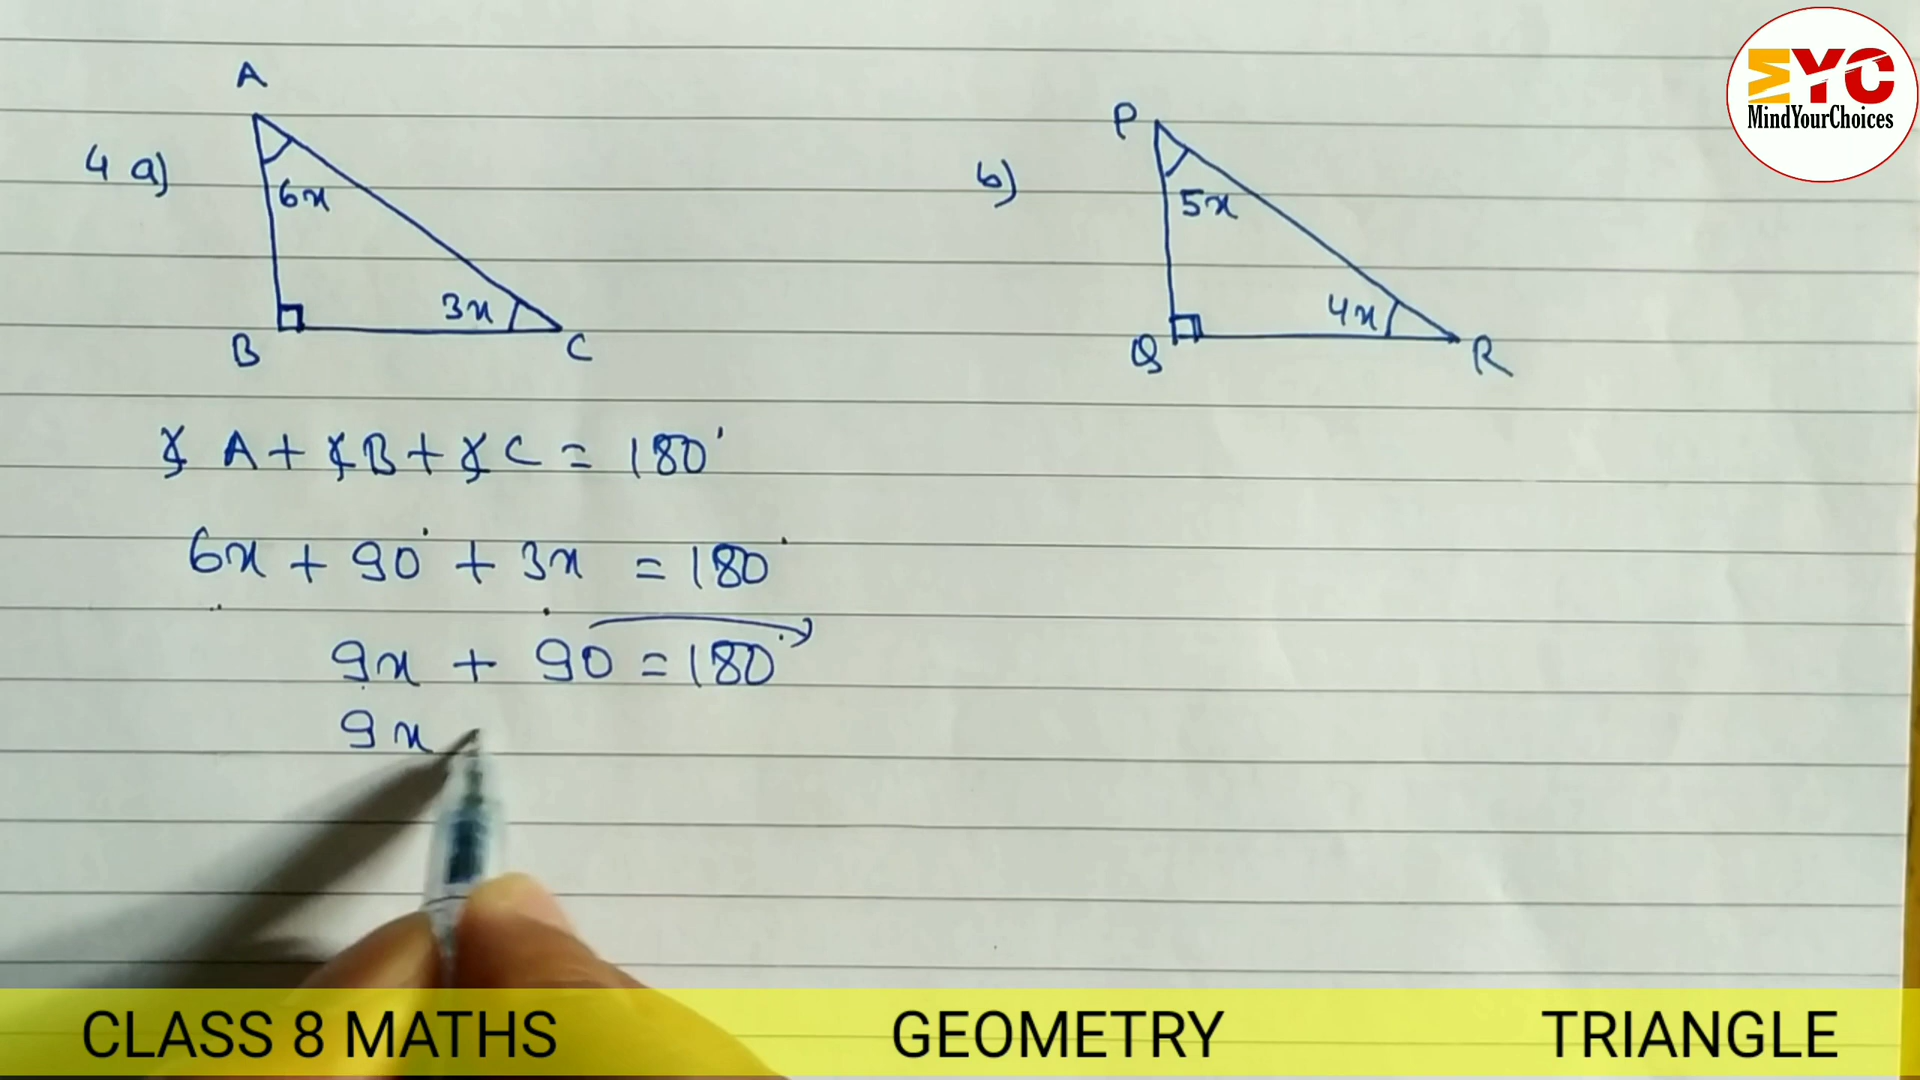 MYC
MindYourChoices
4 a)
A
6x
3x
B
C
b)
P
5x
4x
Q
R
∠A + ∠B + ∠C = 180°
6x + 90° + 3x = 180°
9x + 90 = 180°
9x
CLASS 8 MATHS
GEOMETRY
TRIANGLE